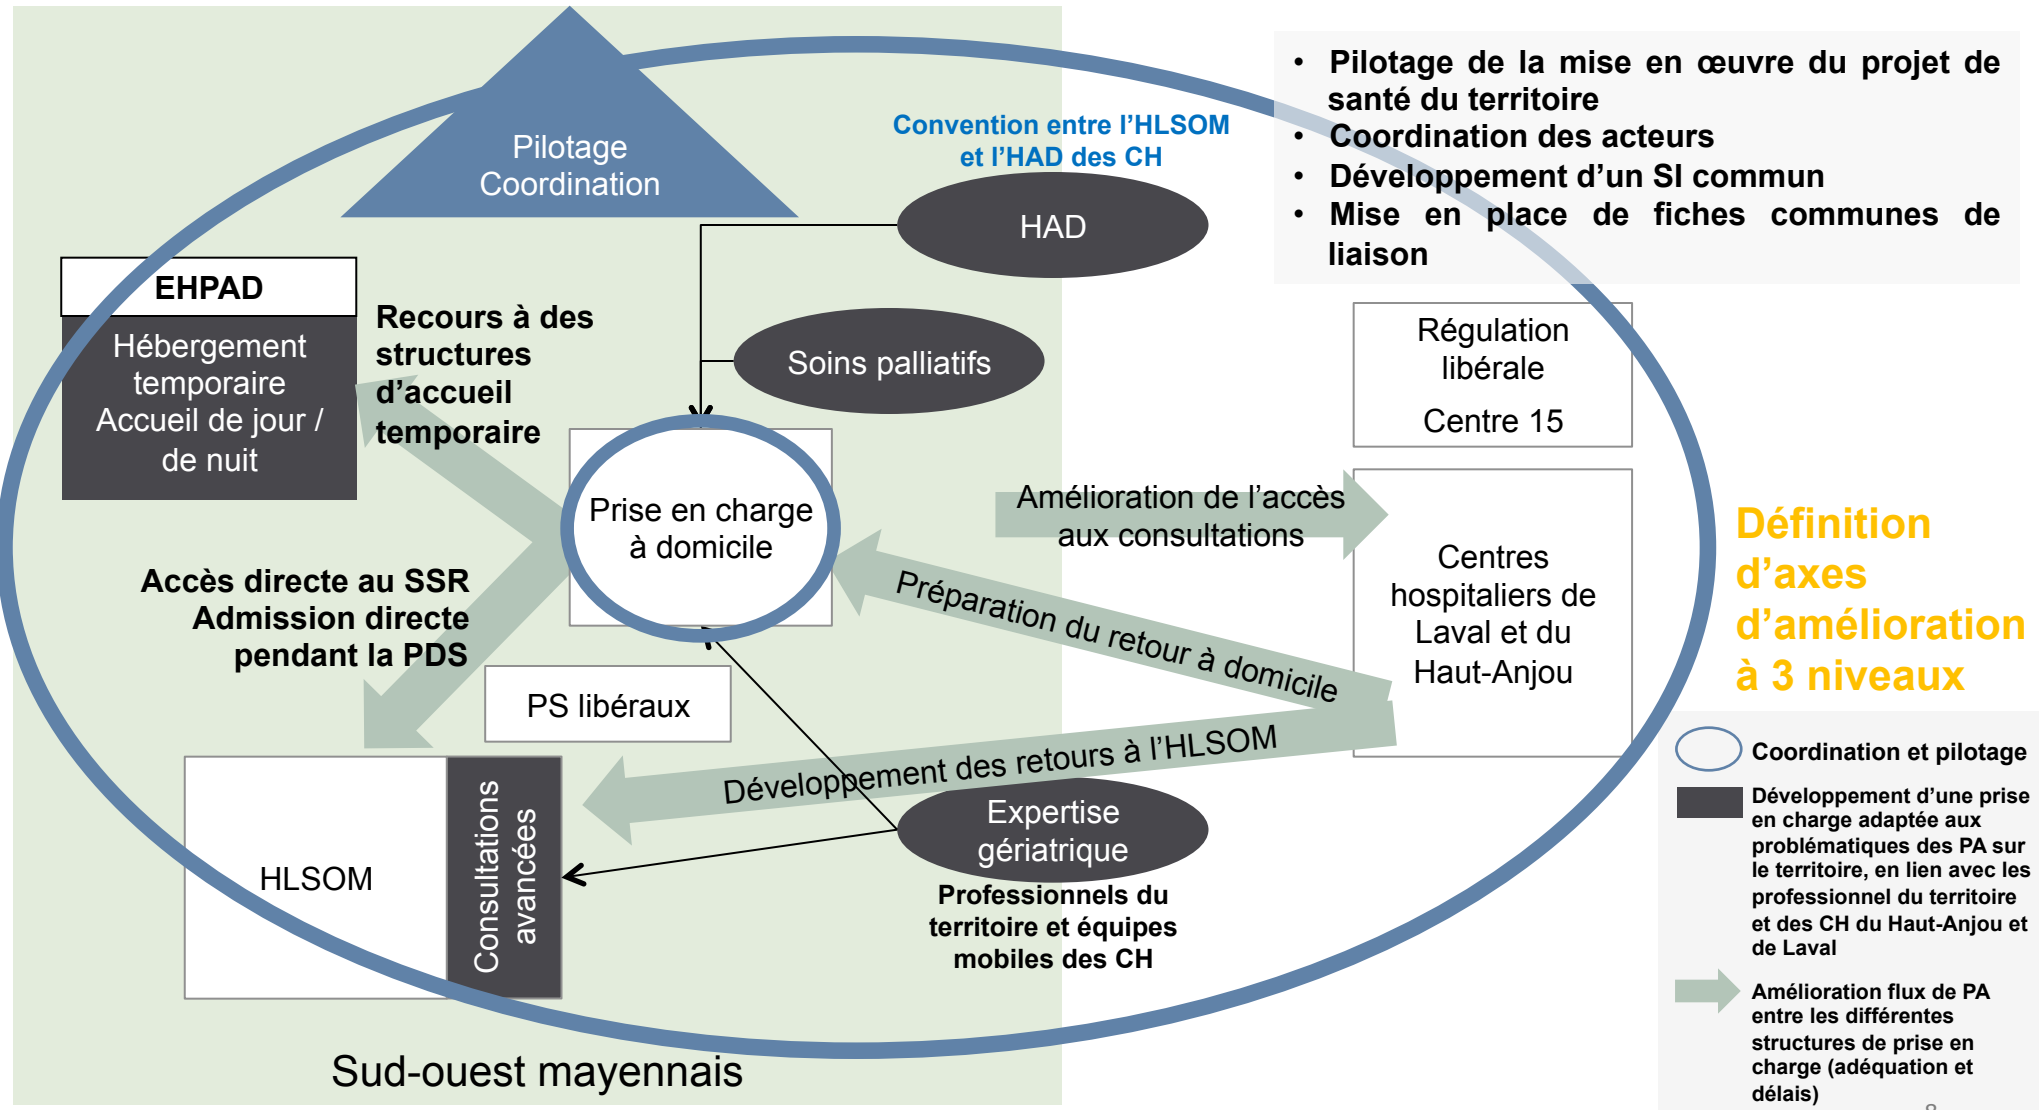 Pilotage
Coordination
Convention entre l’HLSOM
et l’HAD des CH
HAD
• Pilotage de la mise en œuvre du projet de
santé du territoire
• Coordination des acteurs
• Développement d’un SI commun
• Mise en place de fiches communes de
liaison
EHPAD
Hébergement
temporaire
Accueil de jour /
de nuit
Recours à des
structures
d’accueil
temporaire
Soins palliatifs
Régulation
libérale
Centre 15
Prise en charge
à domicile
Amélioration de l’accès
aux consultations
Centres
hospitaliers de
Laval et du
Haut-Anjou
Définition
d’axes
d’amélioration
à 3 niveaux
Accès directe au SSR
Admission directe
pendant la PDS
Préparation du retour à domicile
PS libéraux
Développement des retours à l’HLSOM
HLSOM
Consultations
avancées
Expertise
gériatrique
Professionnels du
territoire et équipes
mobiles des CH
Sud-ouest mayennais
Coordination et pilotage
Développement d’une prise
en charge adaptée aux
problématiques des PA sur
le territoire, en lien avec les
professionnel du territoire
et des CH du Haut-Anjou et
de Laval
Amélioration flux de PA
entre les différentes
structures de prise en
charge (adéquation et
délais)